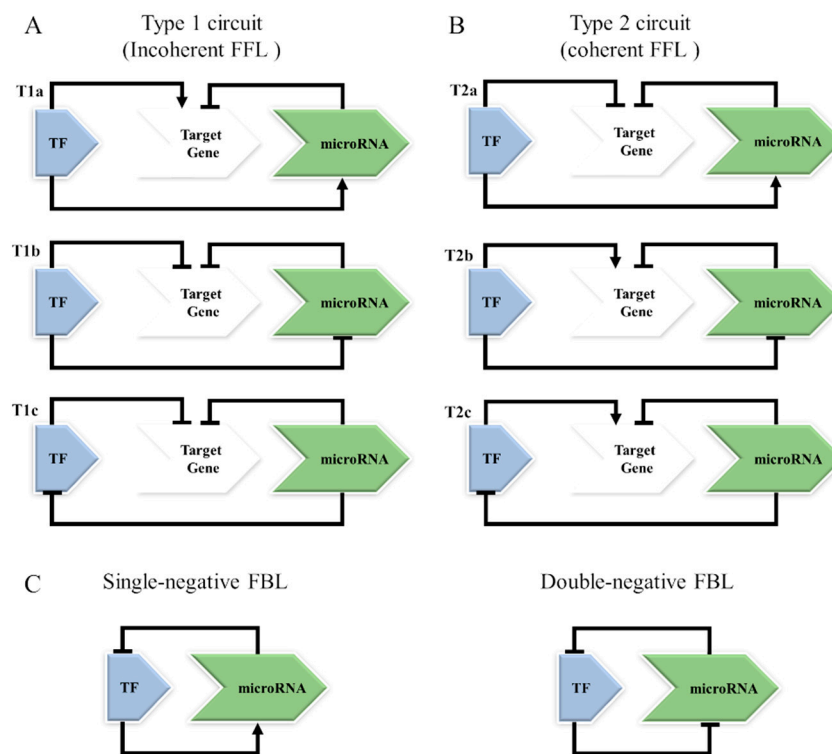 A
Type 1 circuit
(Incoherent FFL )
T1a
TF
Target
Gene
microRNA
T1b
TF
Target
Gene
microRNA
T1c
TF
Target
Gene
microRNA
B
Type 2 circuit
(coherent FFL )
T2a
TF
Target
Gene
microRNA
T2b
TF
Target
Gene
microRNA
T2c
TF
Target
Gene
microRNA
C
Single-negative FBL
TF
microRNA
Double-negative FBL
TF
microRNA